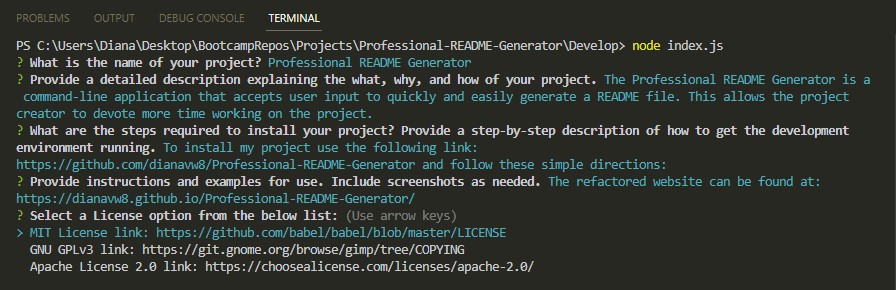 PROBLEMS OUTPUT DEBUG CONSOLE TERMINAL
PS C:\Users\Diana\Desktop\BootcampRepos\Projects\Professional-README-Generator\Develop> node index.js
? What is the name of your project? Professional README Generator
? Provide a detailed description explaining the what, why, and how of your project. The Professional README Generator is a
command-line application that accepts user input to quickly and easily generate a README file. This allows the project
creator to devote more time working on the project.
? What are the steps required to install your project? Provide a step-by-step description of how to get the development
environment running. To install my project use the following link:
https://github.com/dianavw8/Professional-README-Generator and follow these simple directions:
? Provide instructions and examples for use. Include screenshots as needed. The refactored website can be found at:
https://dianavw8.github.io/Professional-README-Generator/
? Select a License option from the below list: (Use arrow keys)
> MIT License link: https://github.com/babel/babel/blob/master/LICENSE
GNU GPLv3 link: https://git.gnome.org/browse/gimp/tree/COPYING
Apache License 2.0 link: https://choosealicense.com/licenses/apache-2.0/